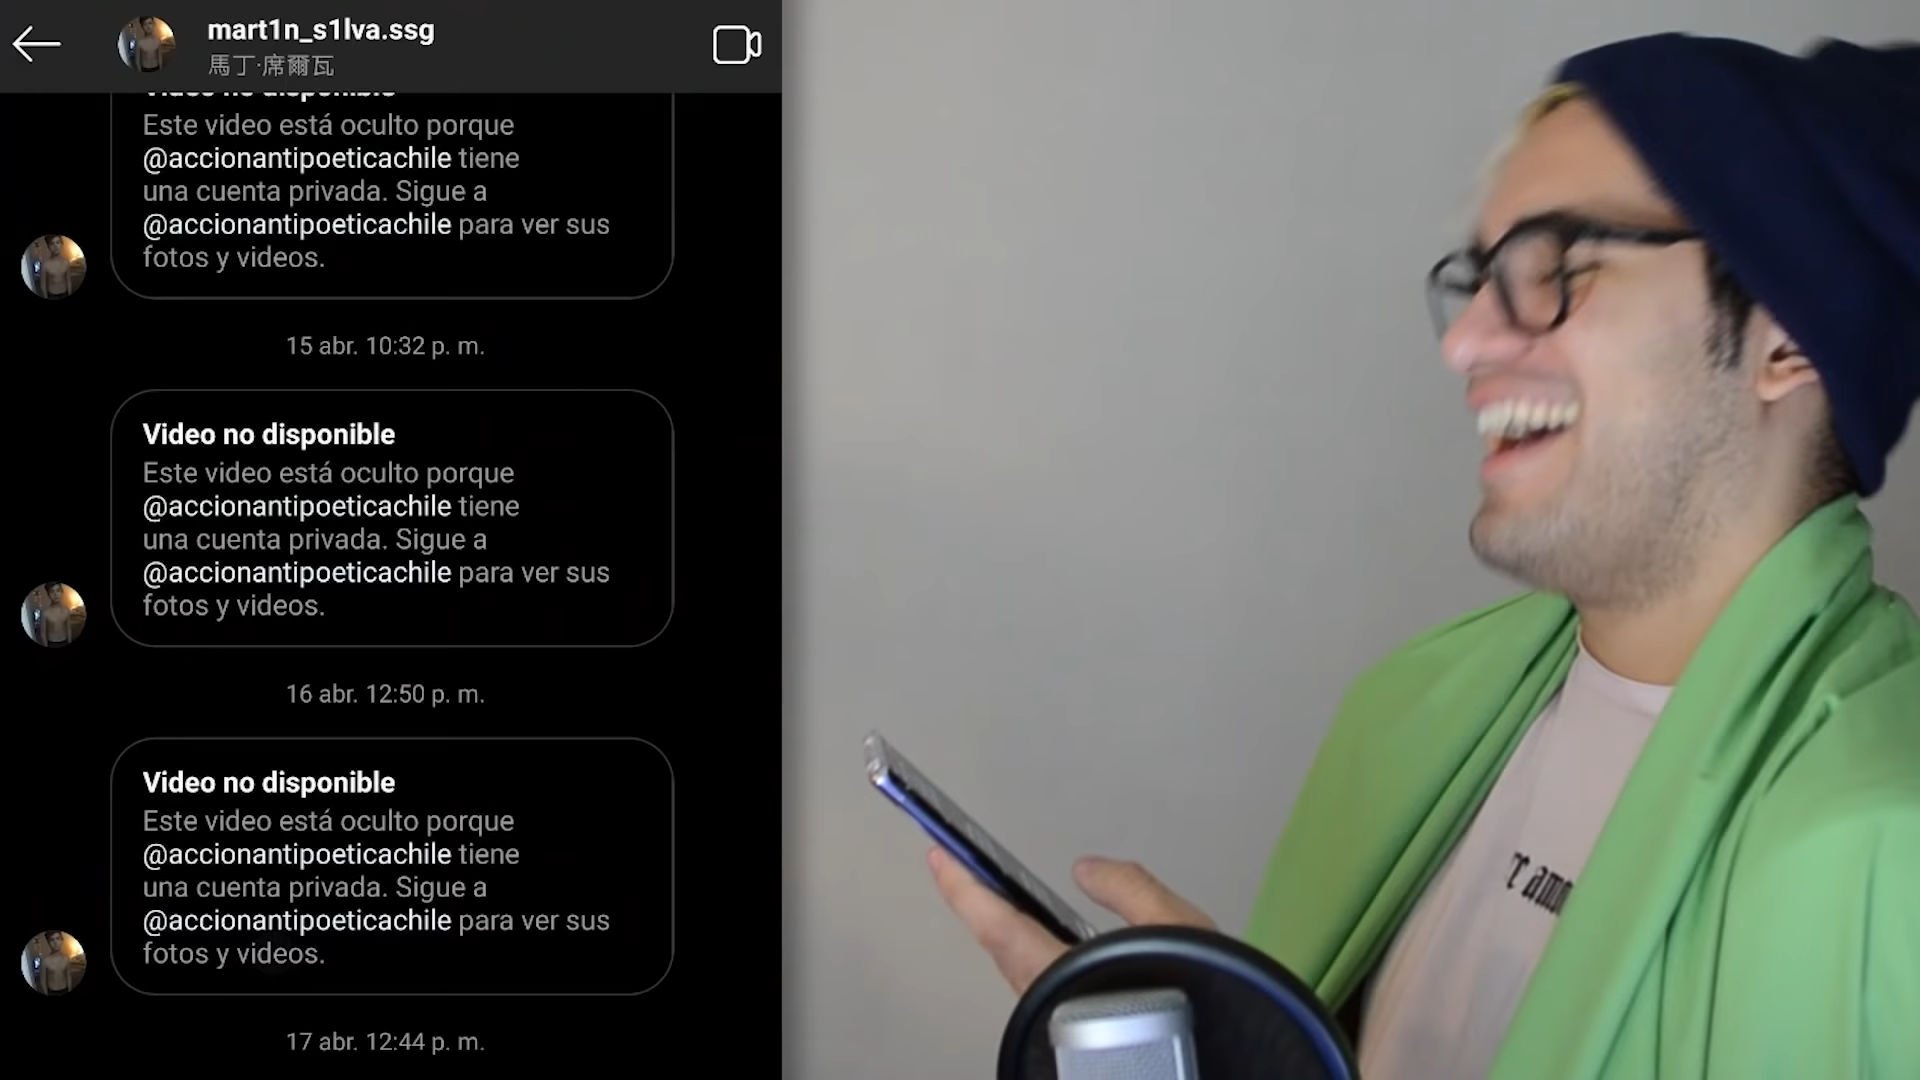 mart1n_s1lva.ssg
馬丁·席爾瓦
Video no disponible
Este video está oculto porque
@accionantipoeticachile tiene
una cuenta privada. Sigue a
@accionantipoeticachile para ver sus
fotos y videos.
15 abr. 10:32 p. m.
Video no disponible
Este video está oculto porque
@accionantipoeticachile tiene
una cuenta privada. Sigue a
@accionantipoeticachile para ver sus
fotos y videos.
16 abr. 12:50 p. m.
Video no disponible
Este video está oculto porque
@accionantipoeticachile tiene
una cuenta privada. Sigue a
@accionantipoeticachile para ver sus
fotos y videos.
17 abr. 12:44 p. m.